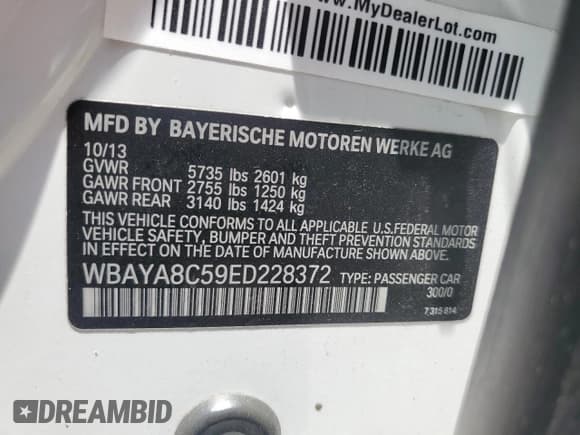 www.MyDealerLot.com
MFD BY BAYERISCHE MOTOREN WERKE AG
10/13
GVWR 5735 lbs 2601 kg
GAWR FRONT 2755 lbs 1250 kg
GAWR REAR 3140 lbs 1424 kg
THIS VEHICLE CONFORMS TO ALL APPLICABLE U.S.FEDERAL MOTOR
VEHICLE SAFETY, BUMPER AND THEFT PREVENTION STANDARDS
IN EFFECT ON THE DATE OF MANUFACTURE SHOWN ABOVE.
WBAYA8C59ED228372 TYPE: PASSENGER CAR
300/0
7 315 814
DREAMBID